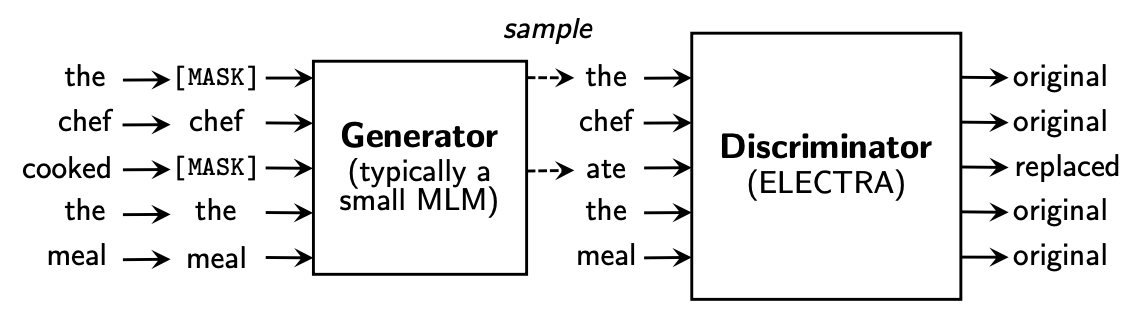 sample
the [MASK] the original
chef chef chef original
cooked [MASK] ate replaced
the the the original
meal meal meal original
Generator
(typically a
small MLM)
Discriminator
(ELECTRA)